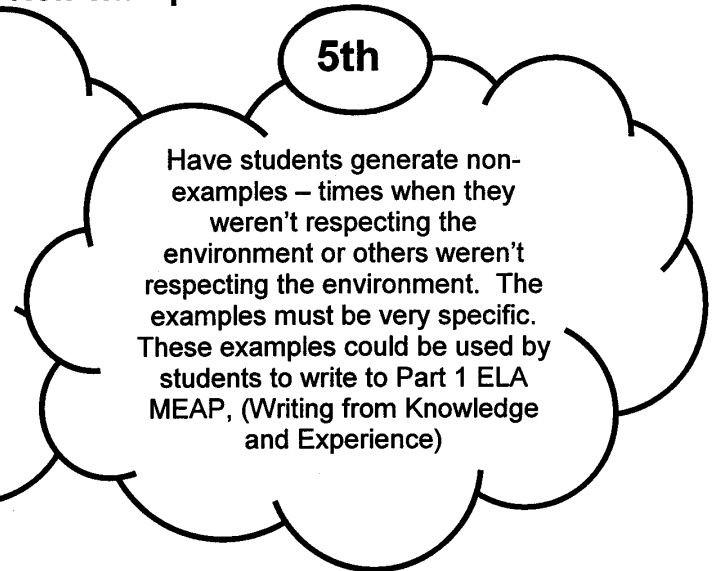 5th
Have students generate non-
examples – times when they
weren't respecting the
environment or others weren't
respecting the environment.  The
examples must be very specific.
These examples could be used by
students to write to Part 1 ELA
MEAP, (Writing from Knowledge
and Experience)